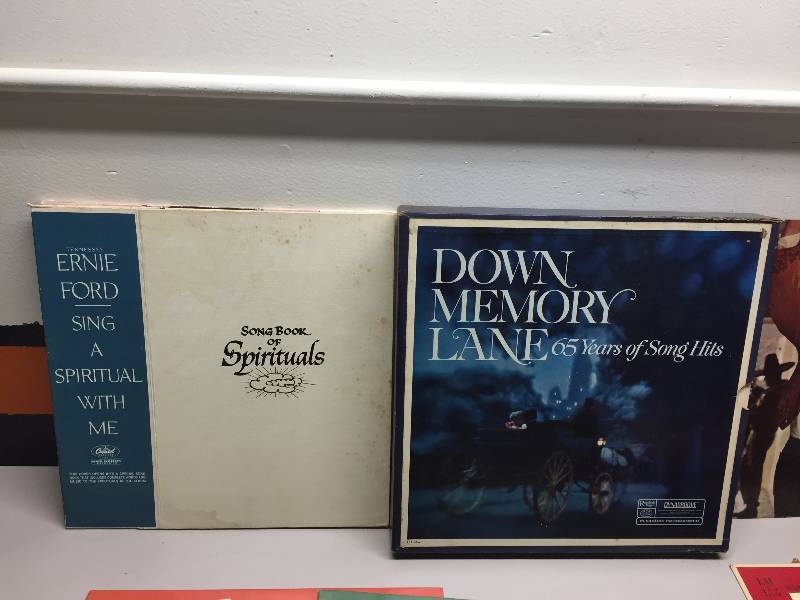 TENNESSEE
ERNIE
FORD
SING
A
SPIRITUAL
WITH
ME
Capitol
SONG BOOK
OF
Spirituals
DOWN
MEMORY
LANE 65 Years of Song Hits
DYNAGROOVE